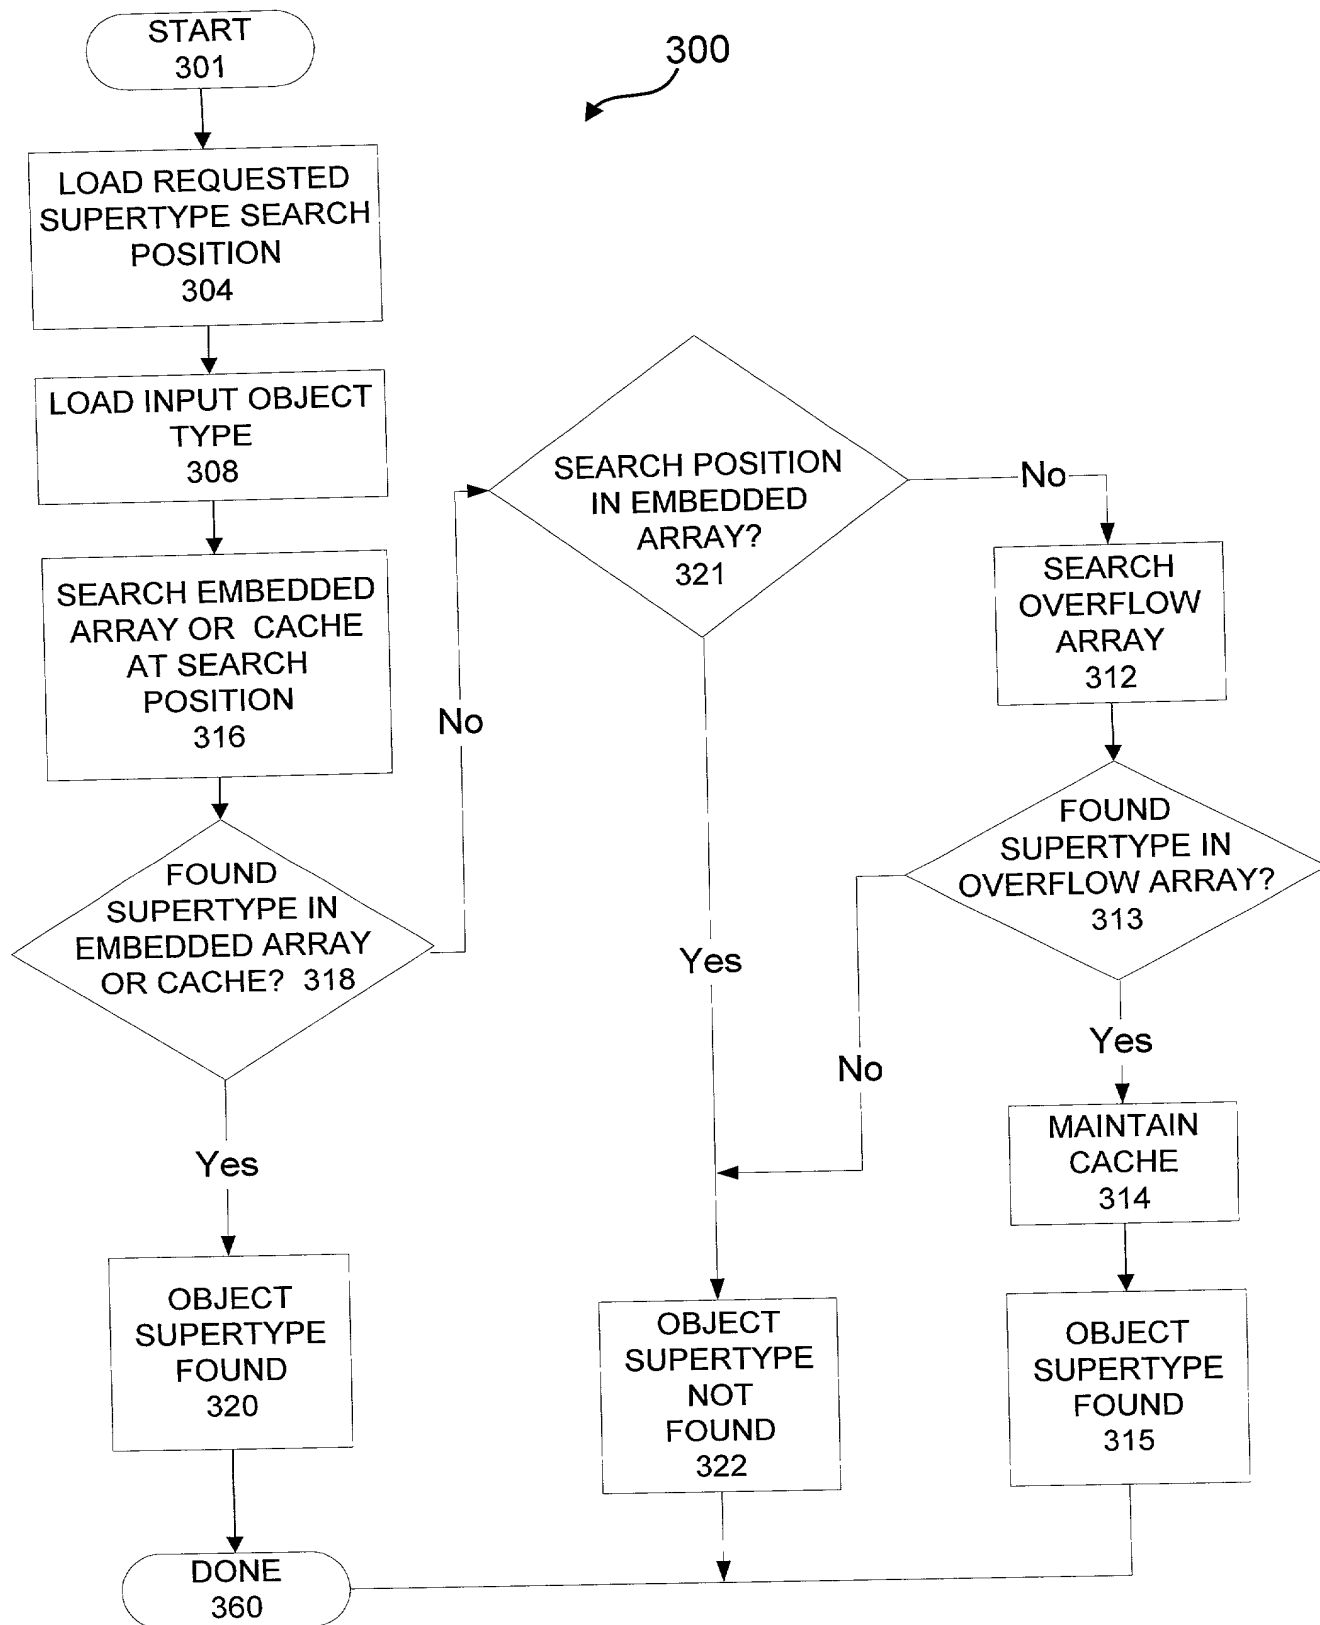 START
301
300
LOAD REQUESTED
SUPERTYPE SEARCH
POSITION
304
LOAD INPUT OBJECT
TYPE
308
SEARCH EMBEDDED
ARRAY OR CACHE
AT SEARCH
POSITION
316
No
FOUND
SUPERTYPE IN
EMBEDDED ARRAY
OR CACHE? 318
Yes
OBJECT
SUPERTYPE
FOUND
320
DONE
360
SEARCH POSITION
IN EMBEDDED
ARRAY?
321
No
Yes
SEARCH
OVERFLOW
ARRAY
312
FOUND
SUPERTYPE IN
OVERFLOW ARRAY?
313
No
Yes
MAINTAIN
CACHE
314
OBJECT
SUPERTYPE
NOT
FOUND
322
OBJECT
SUPERTYPE
FOUND
315